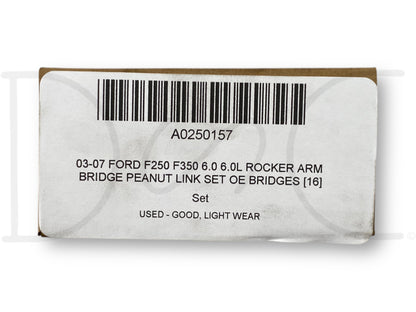 A0250157
03-07 FORD F250 F350 6.0 6.0L ROCKER ARM
BRIDGE PEANUT LINK SET OE BRIDGES [16]
Set
USED - GOOD, LIGHT WEAR